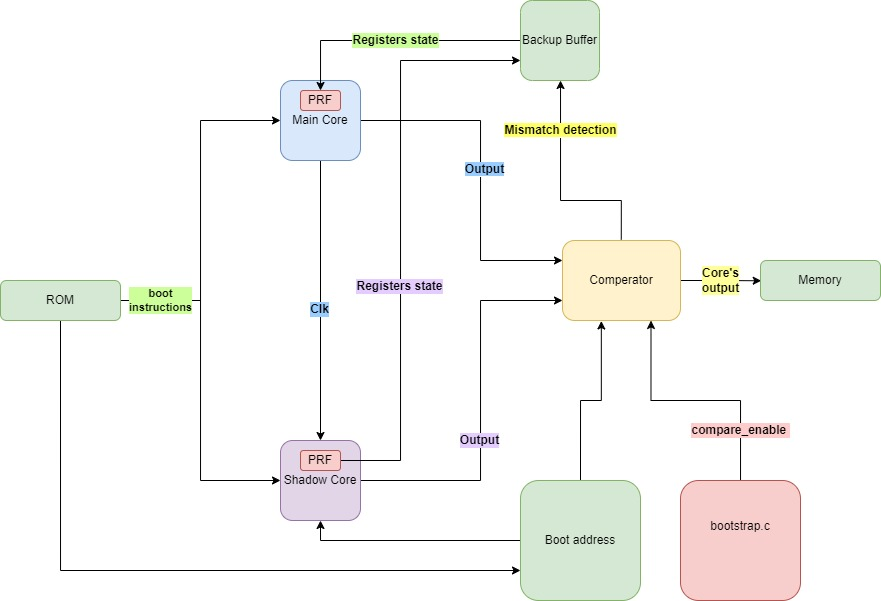 Registers state
Backup Buffer
PRF
Main Core
Mismatch detection
Output
ROM
boot
instructions
Clk
Registers state
Comperator
Core's
output
Memory
PRF
Shadow Core
Output
compare_enable
Boot address
bootstrap.c